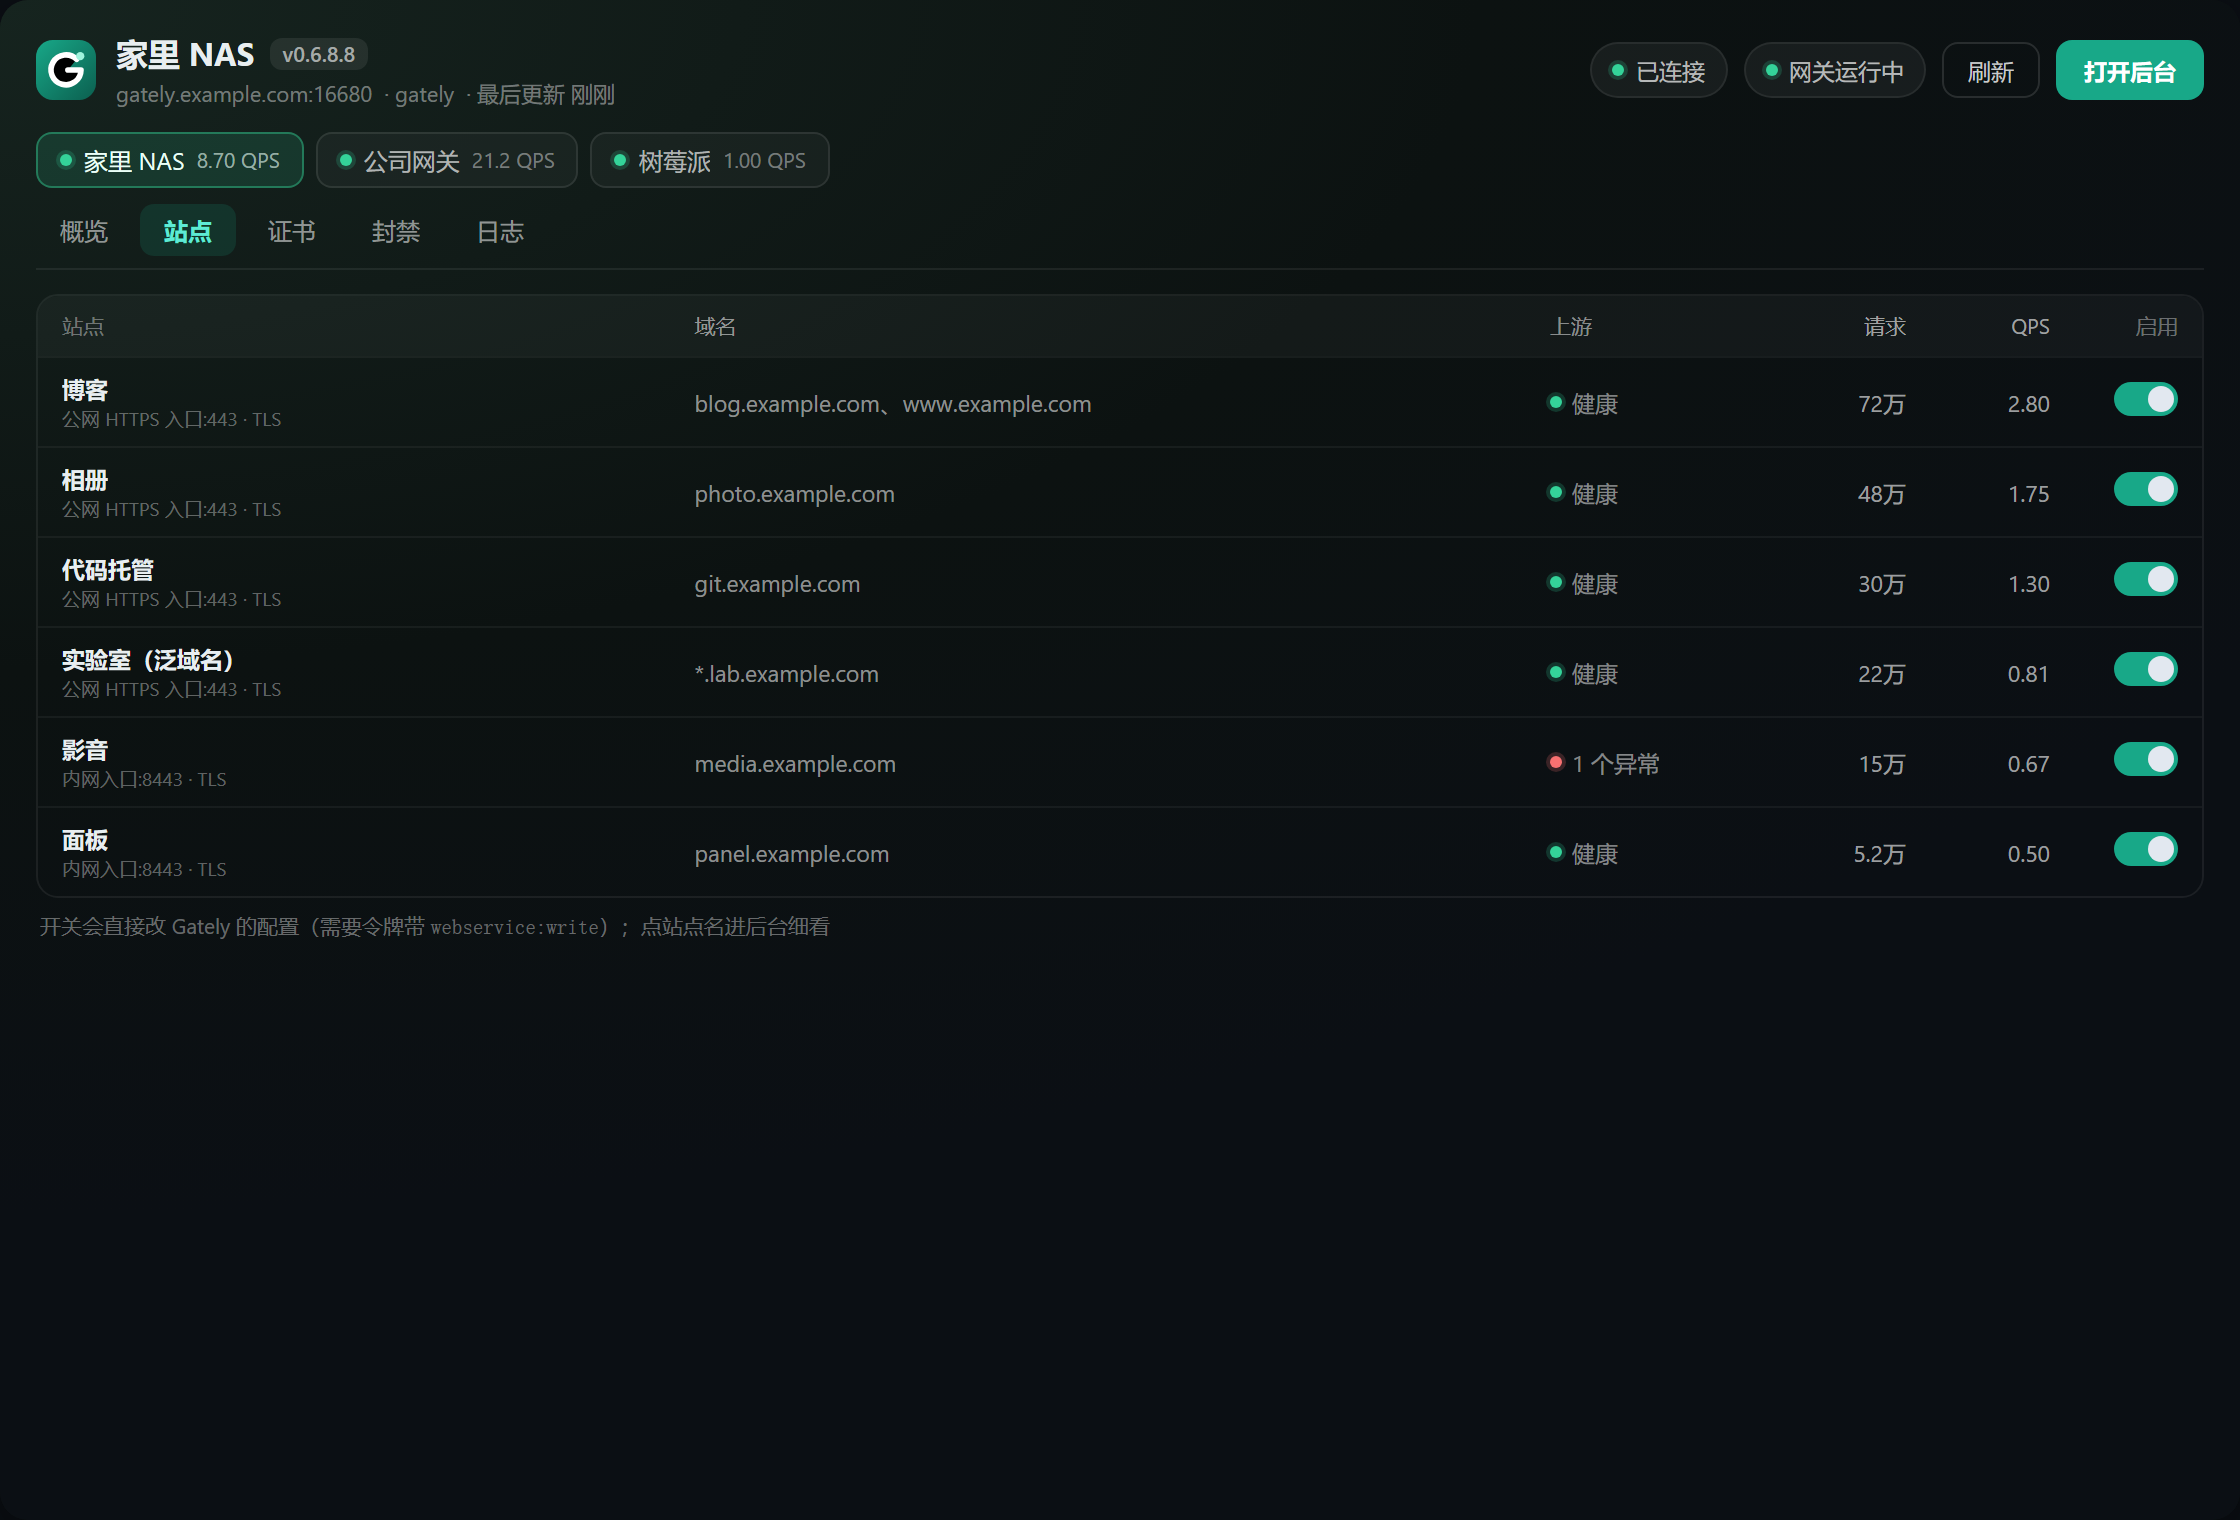 家里 NAS v0.6.8.8
gately.example.com:16680 · gately · 最后更新 刚刚
已连接 网关运行中 刷新 打开后台
家里 NAS 8.70 QPS 公司网关 21.2 QPS 树莓派 1.00 QPS
概览 站点 证书 封禁 日志
站点 域名 上游 请求 QPS 启用
博客
公网 HTTPS 入口:443 · TLS
blog.example.com、www.example.com 健康 72万 2.80
相册
公网 HTTPS 入口:443 · TLS
photo.example.com 健康 48万 1.75
代码托管
公网 HTTPS 入口:443 · TLS
git.example.com 健康 30万 1.30
实验室（泛域名）
公网 HTTPS 入口:443 · TLS
*.lab.example.com 健康 22万 0.81
影音
内网入口:8443 · TLS
media.example.com 1 个异常 15万 0.67
面板
内网入口:8443 · TLS
panel.example.com 健康 5.2万 0.50
开关会直接改 Gately 的配置（需要令牌带 webservice:write）；点站点名进后台细看